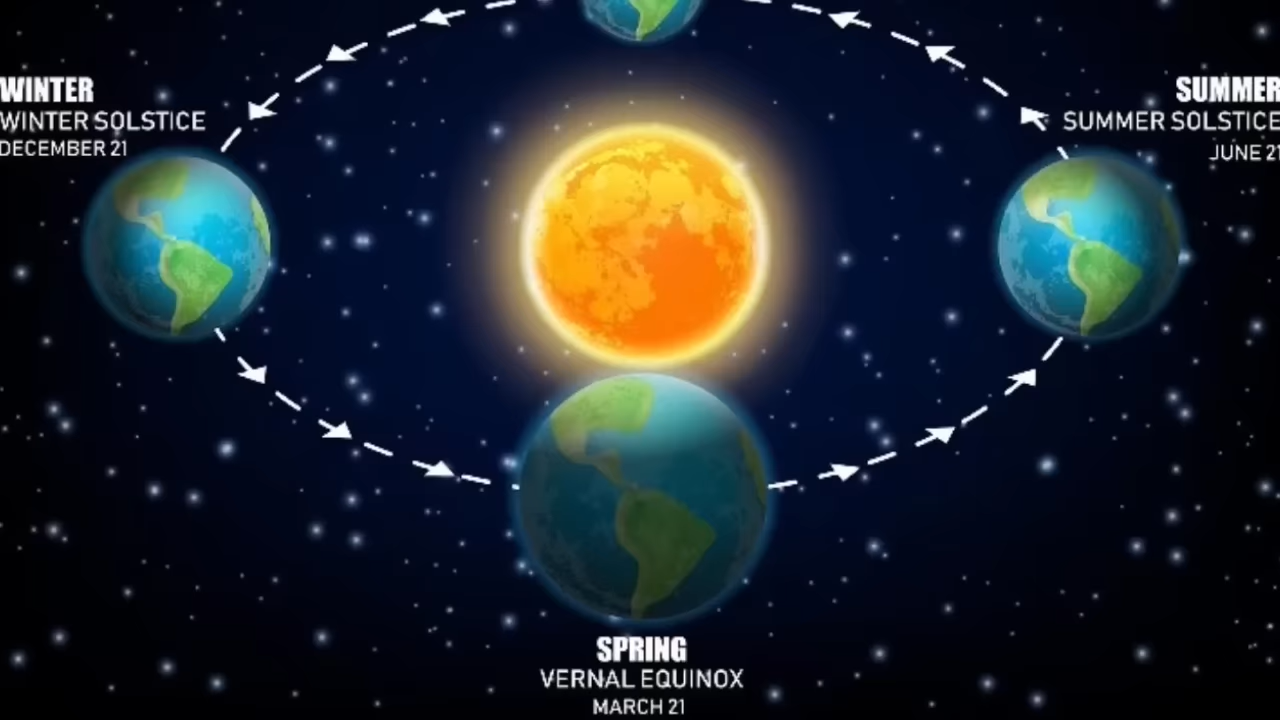 WINTER
WINTER SOLSTICE
DECEMBER 21
SUMMER
SUMMER SOLSTICE
JUNE 21
SPRING
VERNAL EQUINOX
MARCH 21